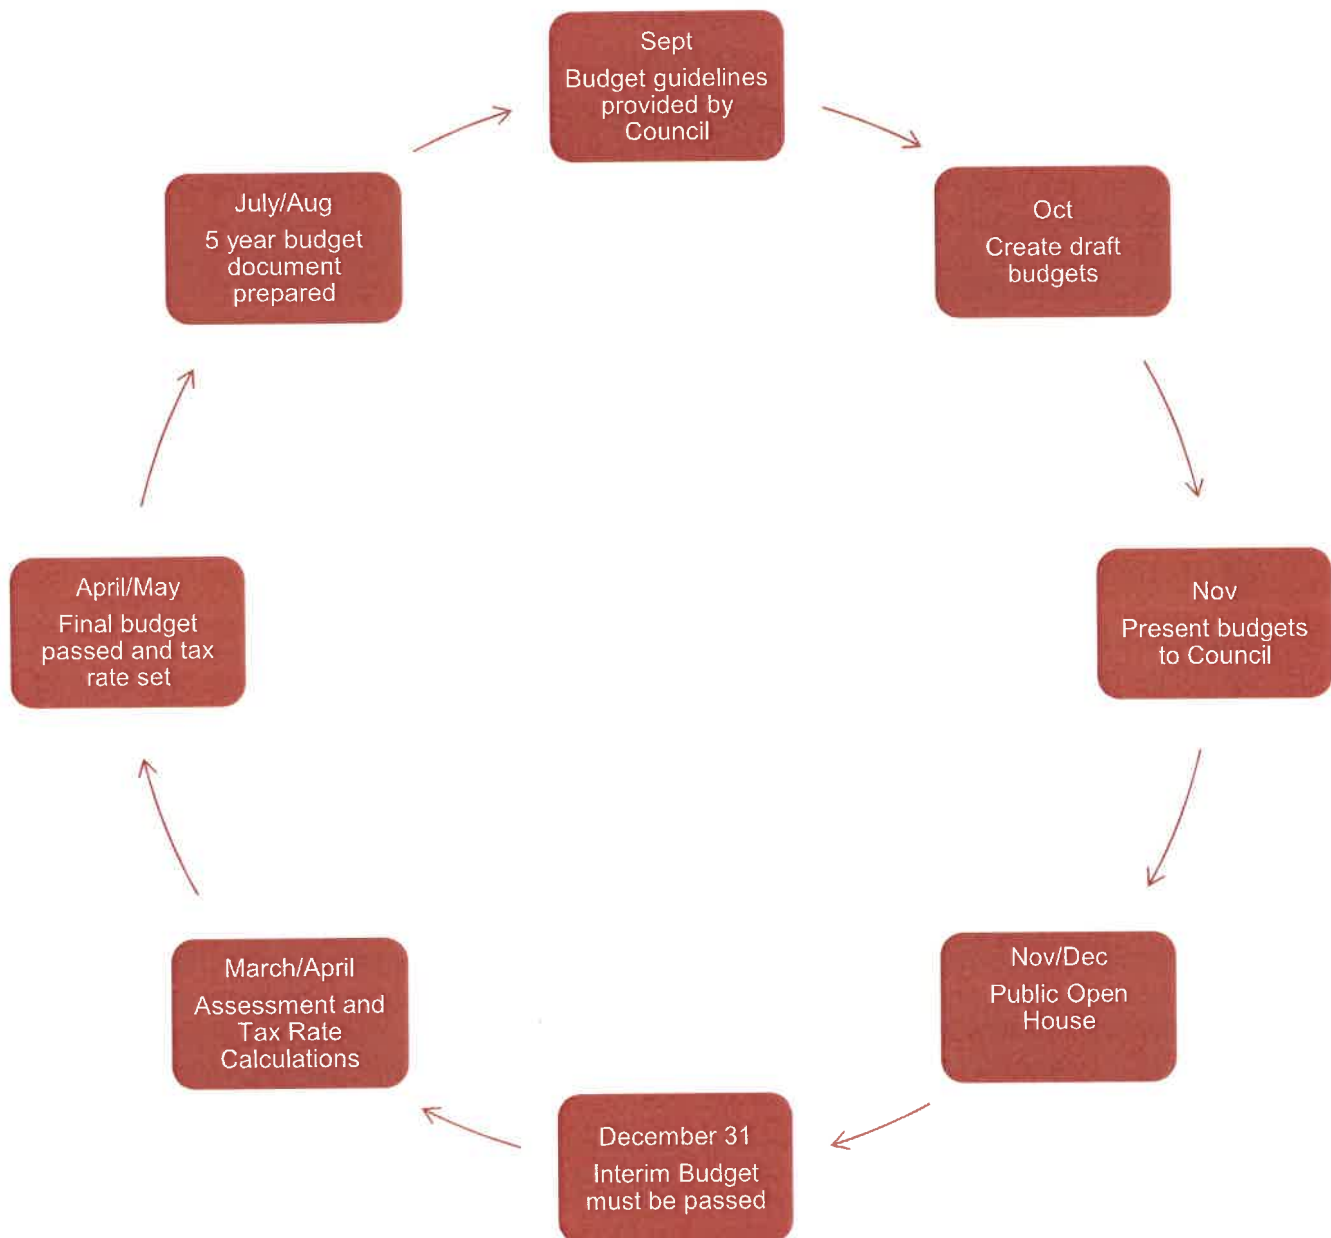 Sept
Budget guidelines
provided by
Council
Oct
Create draft
budgets
Nov
Present budgets
to Council
Nov/Dec
Public Open
House
December 31
Interim Budget
must be passed
March/April
Assessment and
Tax Rate
Calculations
April/May
Final budget
passed and tax
rate set
July/Aug
5 year budget
document
prepared